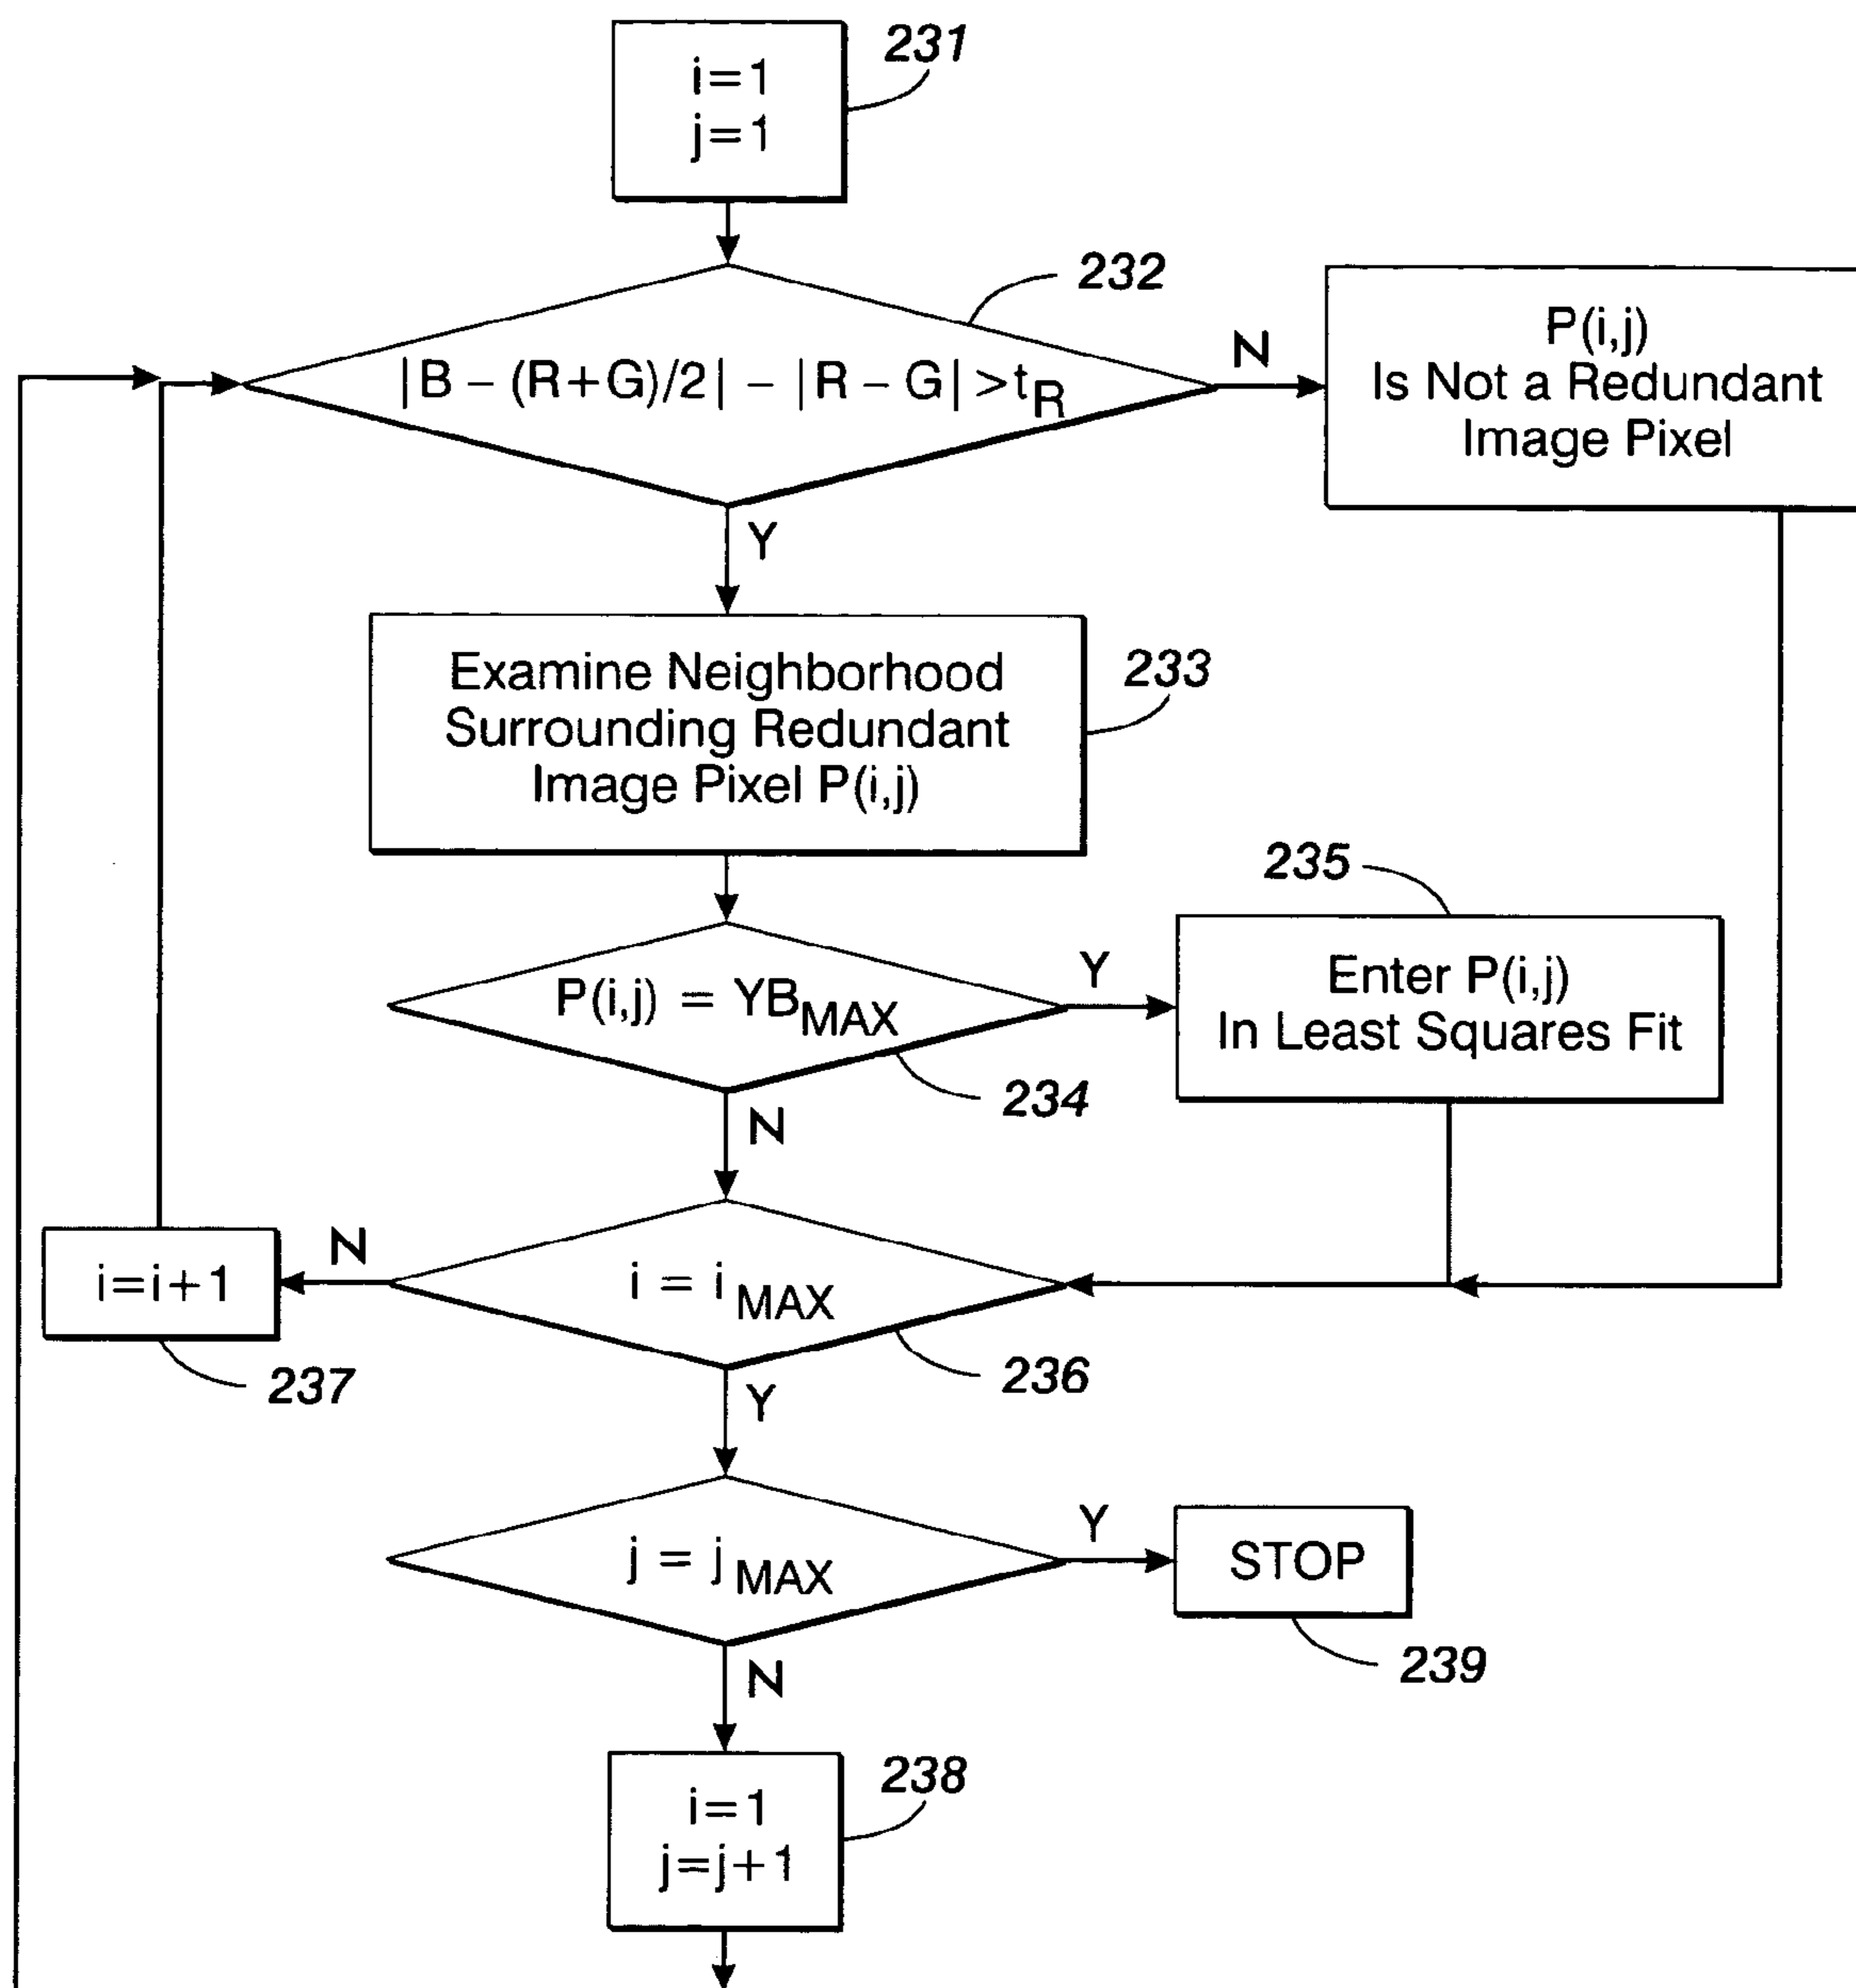 231
i=1
j=1
232
|B – (R+G)/2| – |R – G| >tR
N
P(i,j)
Is Not a Redundant
Image Pixel
Y
Examine Neighborhood
Surrounding Redundant
Image Pixel P(i,j)
233
235
P(i,j) = YBMAX
Y
Enter P(i,j)
In Least Squares Fit
234
N
i=i+1
N
i = iMAX
237
236
Y
j = jMAX
Y
STOP
239
N
238
i=1
j=j+1